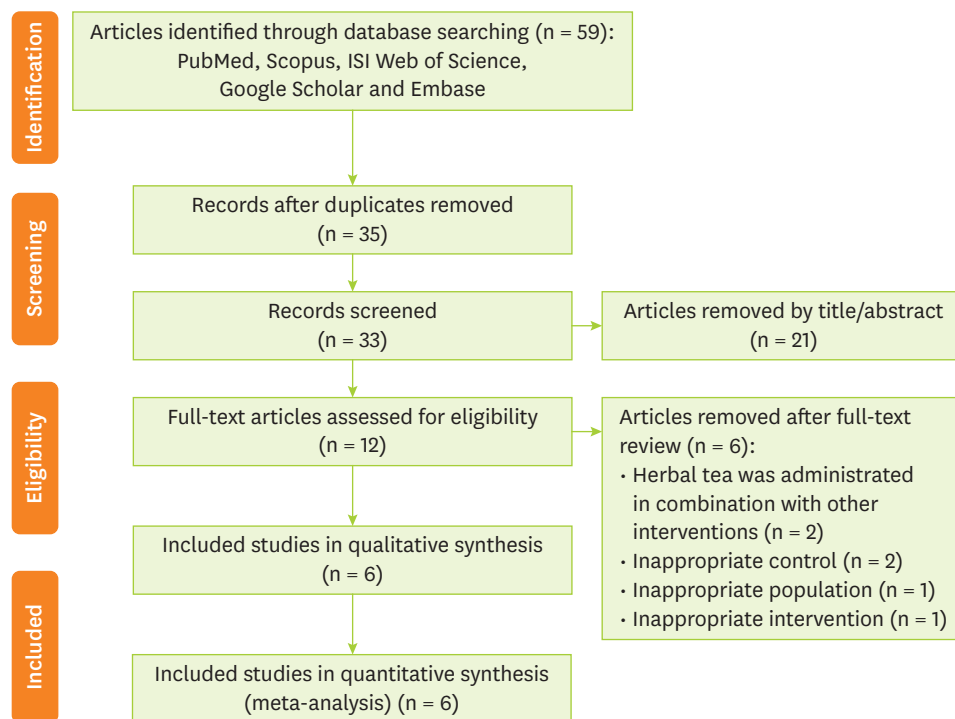 Identification
Articles identified through database searching (n = 59):
PubMed, Scopus, ISI Web of Science,
Google Scholar and Embase
Screening
Records after duplicates removed
(n = 35)
Records screened
(n = 33)
Articles removed by title/abstract
(n = 21)
Eligibility
Full-text articles assessed for eligibility
(n = 12)
Articles removed after full-text
review (n = 6):
• Herbal tea was administrated
in combination with other
interventions (n = 2)
• Inappropriate control (n = 2)
• Inappropriate population (n = 1)
• Inappropriate intervention (n = 1)
Included studies in qualitative synthesis
(n = 6)
Included
Included studies in quantitative synthesis
(meta-analysis) (n = 6)